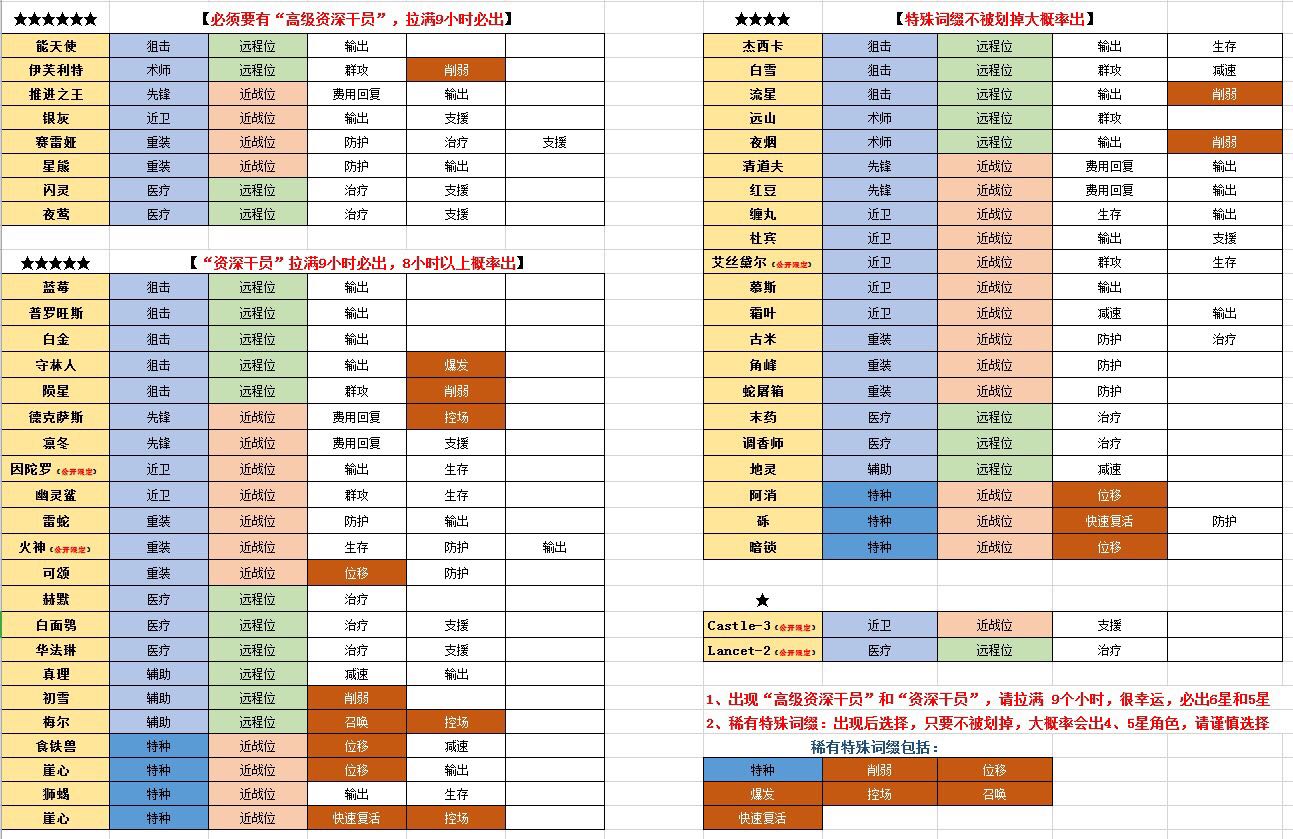 ★★★★★★ 【必须要有“高级资深干员”，拉满9小时必出】
能天使 狙击 远程位 输出
伊芙利特 术师 远程位 群攻 削弱
推进之王 先锋 近战位 费用回复 输出
银灰 近卫 近战位 输出 支援
赛雷娅 重装 近战位 防护 治疗 支援
星熊 重装 近战位 防护 输出
闪灵 医疗 远程位 治疗 支援
夜莺 医疗 远程位 治疗 支援
★★★★★ 【“资深干员”拉满9小时必出，8小时以上概率出】
蓝莓 狙击 远程位 输出
普罗旺斯 狙击 远程位 输出
白金 狙击 远程位 输出
守林人 狙击 远程位 输出 爆发
陨星 狙击 远程位 群攻 削弱
德克萨斯 先锋 近战位 费用回复 控场
凛冬 先锋 近战位 费用回复 支援
因陀罗（公开限定） 近卫 近战位 输出 生存
幽灵鲨 近卫 近战位 群攻 生存
雷蛇 重装 近战位 防护 输出
火神（公开限定） 重装 近战位 生存 防护 输出
可颂 重装 近战位 位移 防护
赫默 医疗 远程位 治疗
白面鸮 医疗 远程位 治疗 支援
华法琳 医疗 远程位 治疗 支援
真理 辅助 远程位 减速 输出
初雪 辅助 远程位 削弱
梅尔 辅助 远程位 召唤 控场
食铁兽 特种 近战位 位移 减速
崖心 特种 近战位 位移 输出
狮蝎 特种 近战位 输出 生存
崖心 特种 近战位 快速复活 控场
★★★★ 【特殊词缀不被划掉大概率出】
杰西卡 狙击 远程位 输出 生存
白雪 狙击 远程位 群攻 减速
流星 狙击 远程位 输出 削弱
远山 术师 远程位 群攻
夜烟 术师 远程位 输出 削弱
清道夫 先锋 近战位 费用回复 输出
红豆 先锋 近战位 费用回复 输出
缠丸 近卫 近战位 生存 输出
杜宾 近卫 近战位 输出 支援
艾丝黛尔（公开限定） 近卫 近战位 群攻 生存
慕斯 近卫 近战位 输出
霜叶 近卫 近战位 减速 输出
古米 重装 近战位 防护 治疗
角峰 重装 近战位 防护
蛇屠箱 重装 近战位 防护
末药 医疗 远程位 治疗
调香师 医疗 远程位 治疗
地灵 辅助 远程位 减速
阿消 特种 近战位 位移
砾 特种 近战位 快速复活 防护
暗锁 特种 近战位 位移
★
Castle-3（公开限定） 近卫 近战位 支援
Lancet-2（公开限定） 医疗 远程位 治疗
1、出现“高级资深干员”和“资深干员”，请拉满 9个小时，很幸运，必出6星和5星
2、稀有特殊词缀：出现后选择，只要不被划掉，大概率会出4、5星角色，请谨慎选择
稀有特殊词缀包括：
特种 削弱 位移
爆发 控场 召唤
快速复活